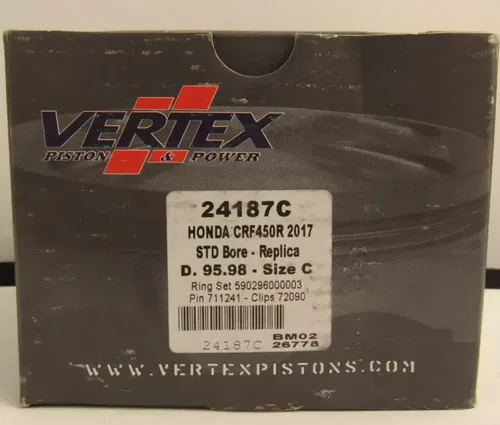 VERTEX
PISTON & POWER
24187C
HONDA CRF450R 2017
STD Bore - Replica
D. 95.98 - Size C
Ring Set 590296000003
Pin 711241 - Clips 72090
24187C
BM02
26778
WWW.VERTEXPISTONS.COM